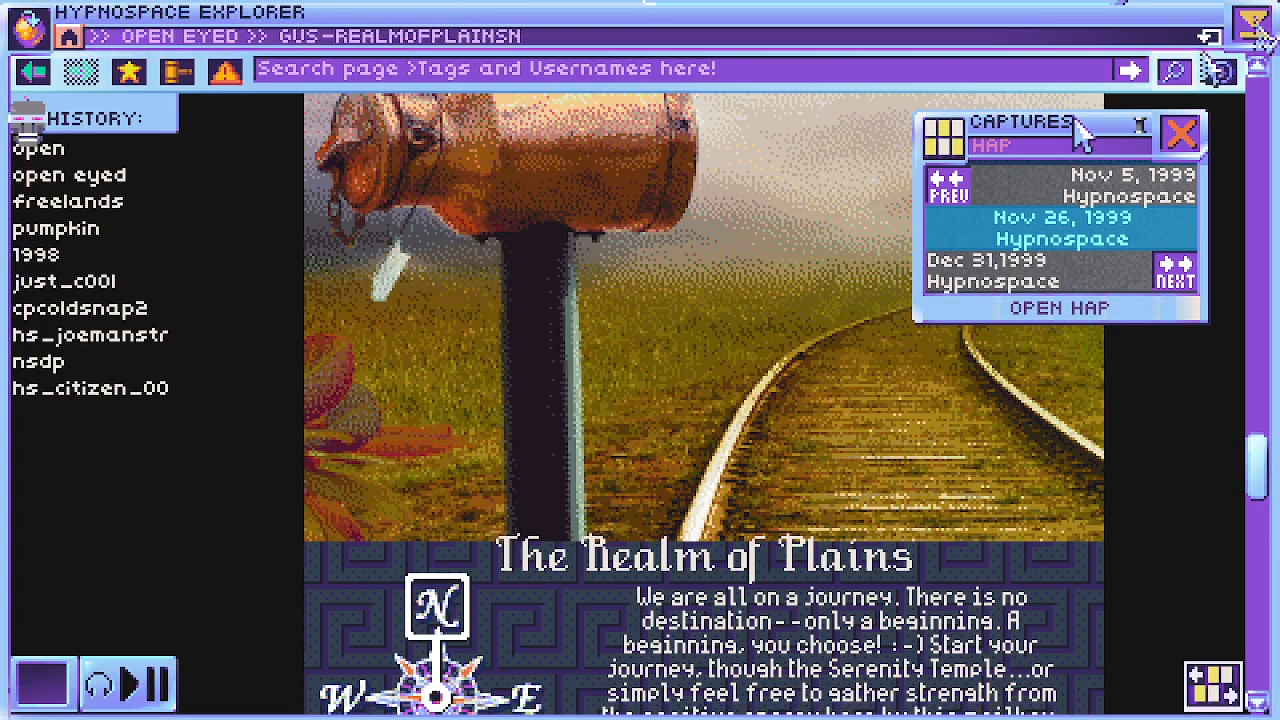 HYPNOSPACE EXPLORER
>> OPEN EYED >> GUS-REALMOFPLAINSN
Search page >Tags and Usernames here!
HISTORY:
open
open eyed
freelands
pumpkin
1998
just_c00l
cpcoldsnap2
hs_joemanstr
nsdp
hs_citizen_00
CAPTURES
HAP
PREV
Nov 5, 1999
Hypnospace
Nov 26, 1999
Hypnospace
Dec 31,1999
Hypnospace
NEXT
OPEN HAP
The Realm of Plains
N
W
E
We are all on a journey. There is no
destination--only a beginning. A
beginning, you choose! :-) Start your
journey, though the Serenity Temple...or
simply feel free to gather strength from